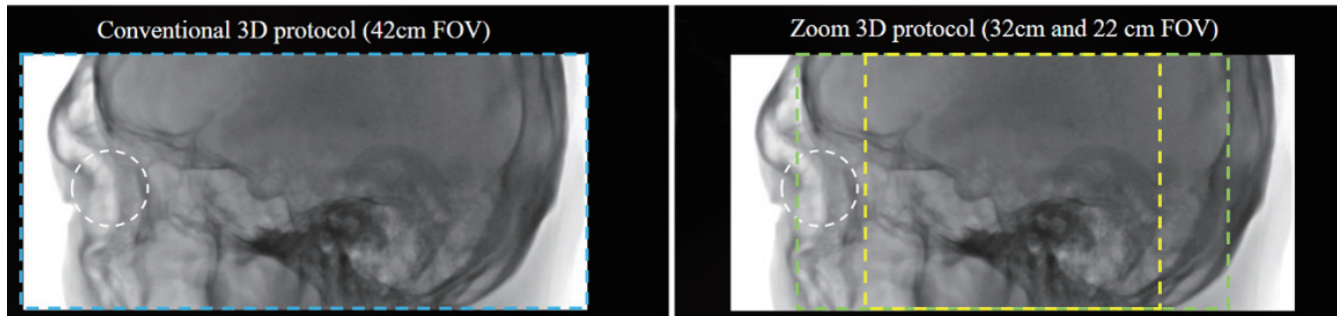 Conventional 3D protocol (42cm FOV)
Zoom 3D protocol (32cm and 22 cm FOV)